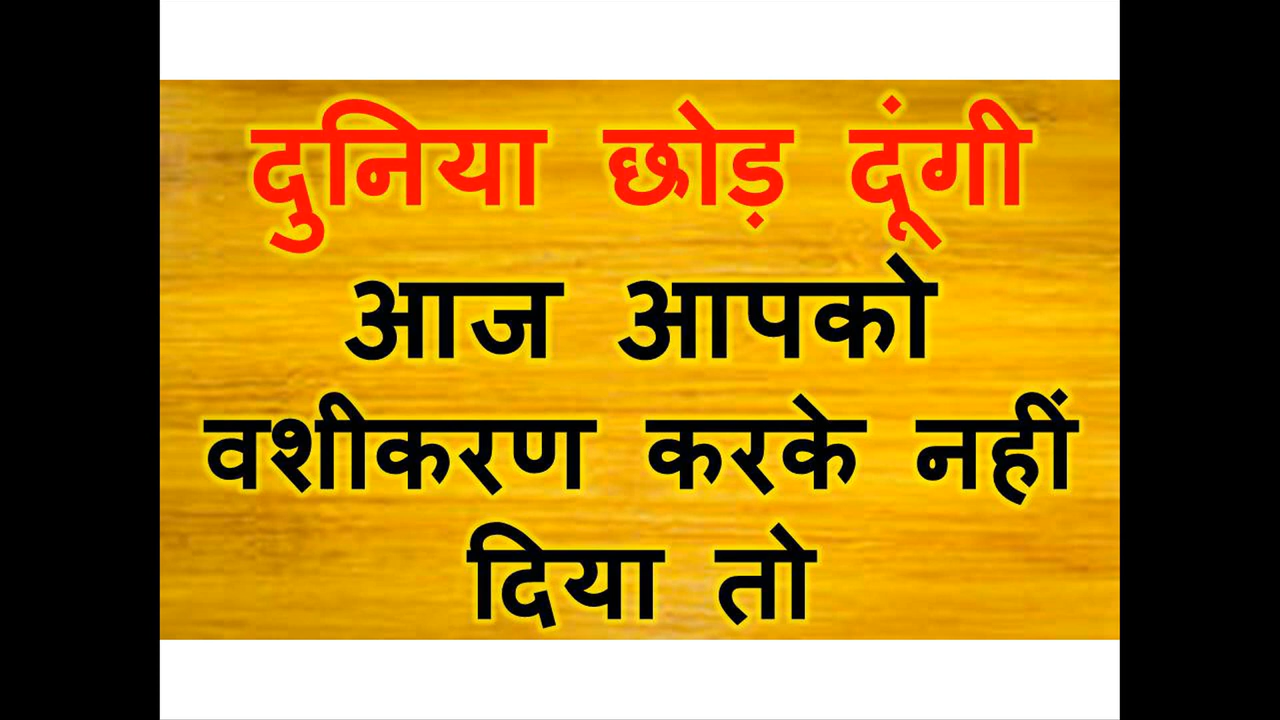 दुनिया छोड़ दूंगी
आज आपको
वशीकरण करके नहीं
दिया तो